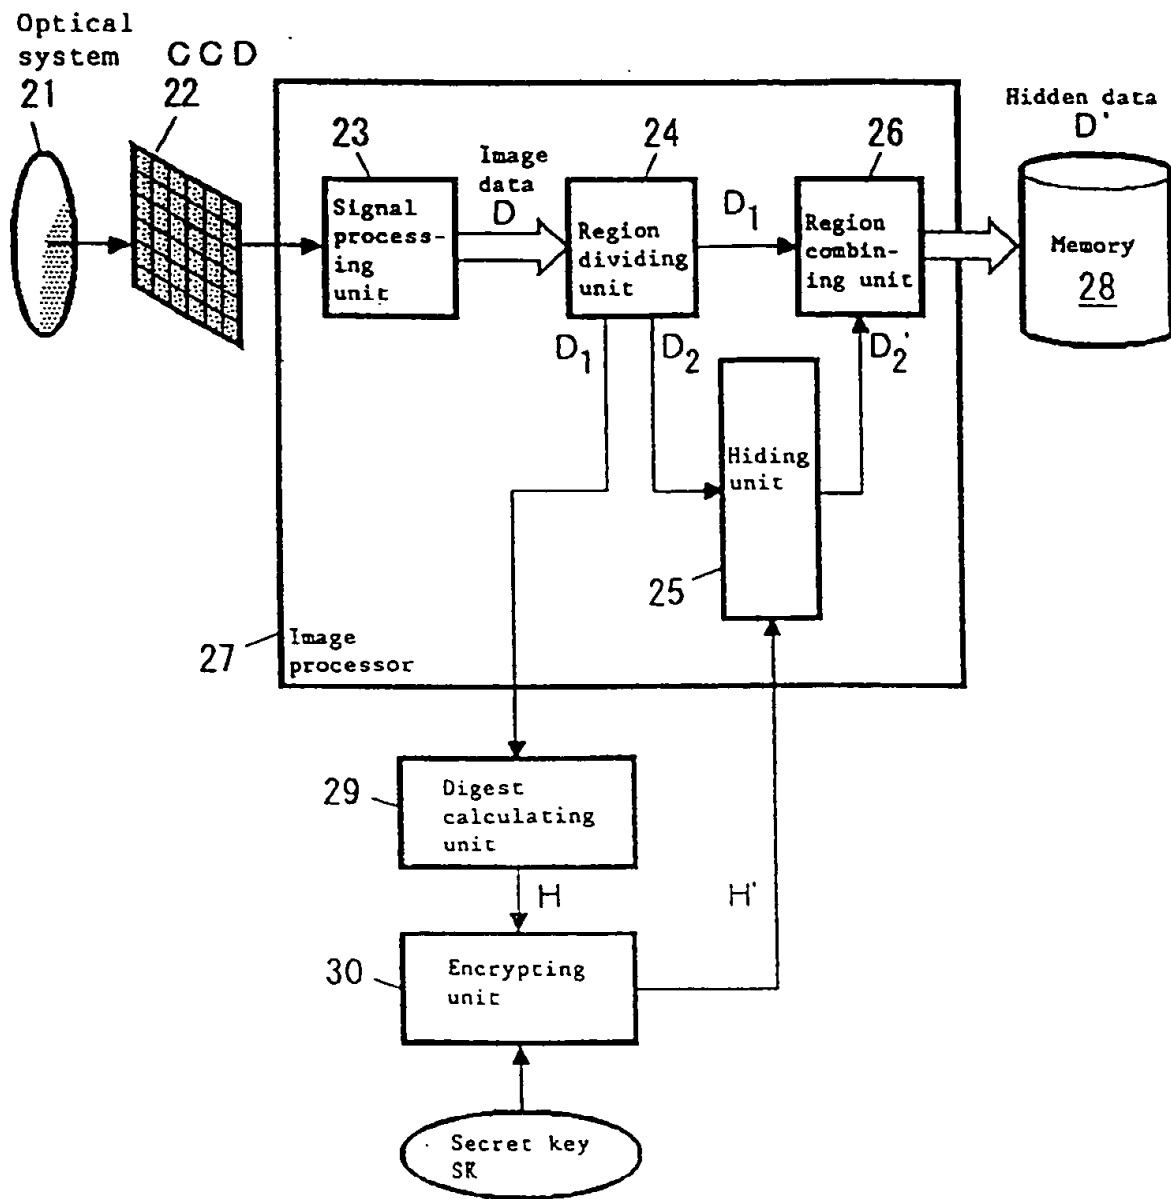 Optical
system
21
CCD
22
23
Signal
process-
ing
unit
Image
data
D
24
Region
dividing
unit
D1
26
Region
combin-
ing unit
Hidden data
D'
Memory
28
D1
D2
D2'
Hiding
unit
25
27
Image
processor
29
Digest
calculating
unit
H
H'
30
Encrypting
unit
Secret key
SK